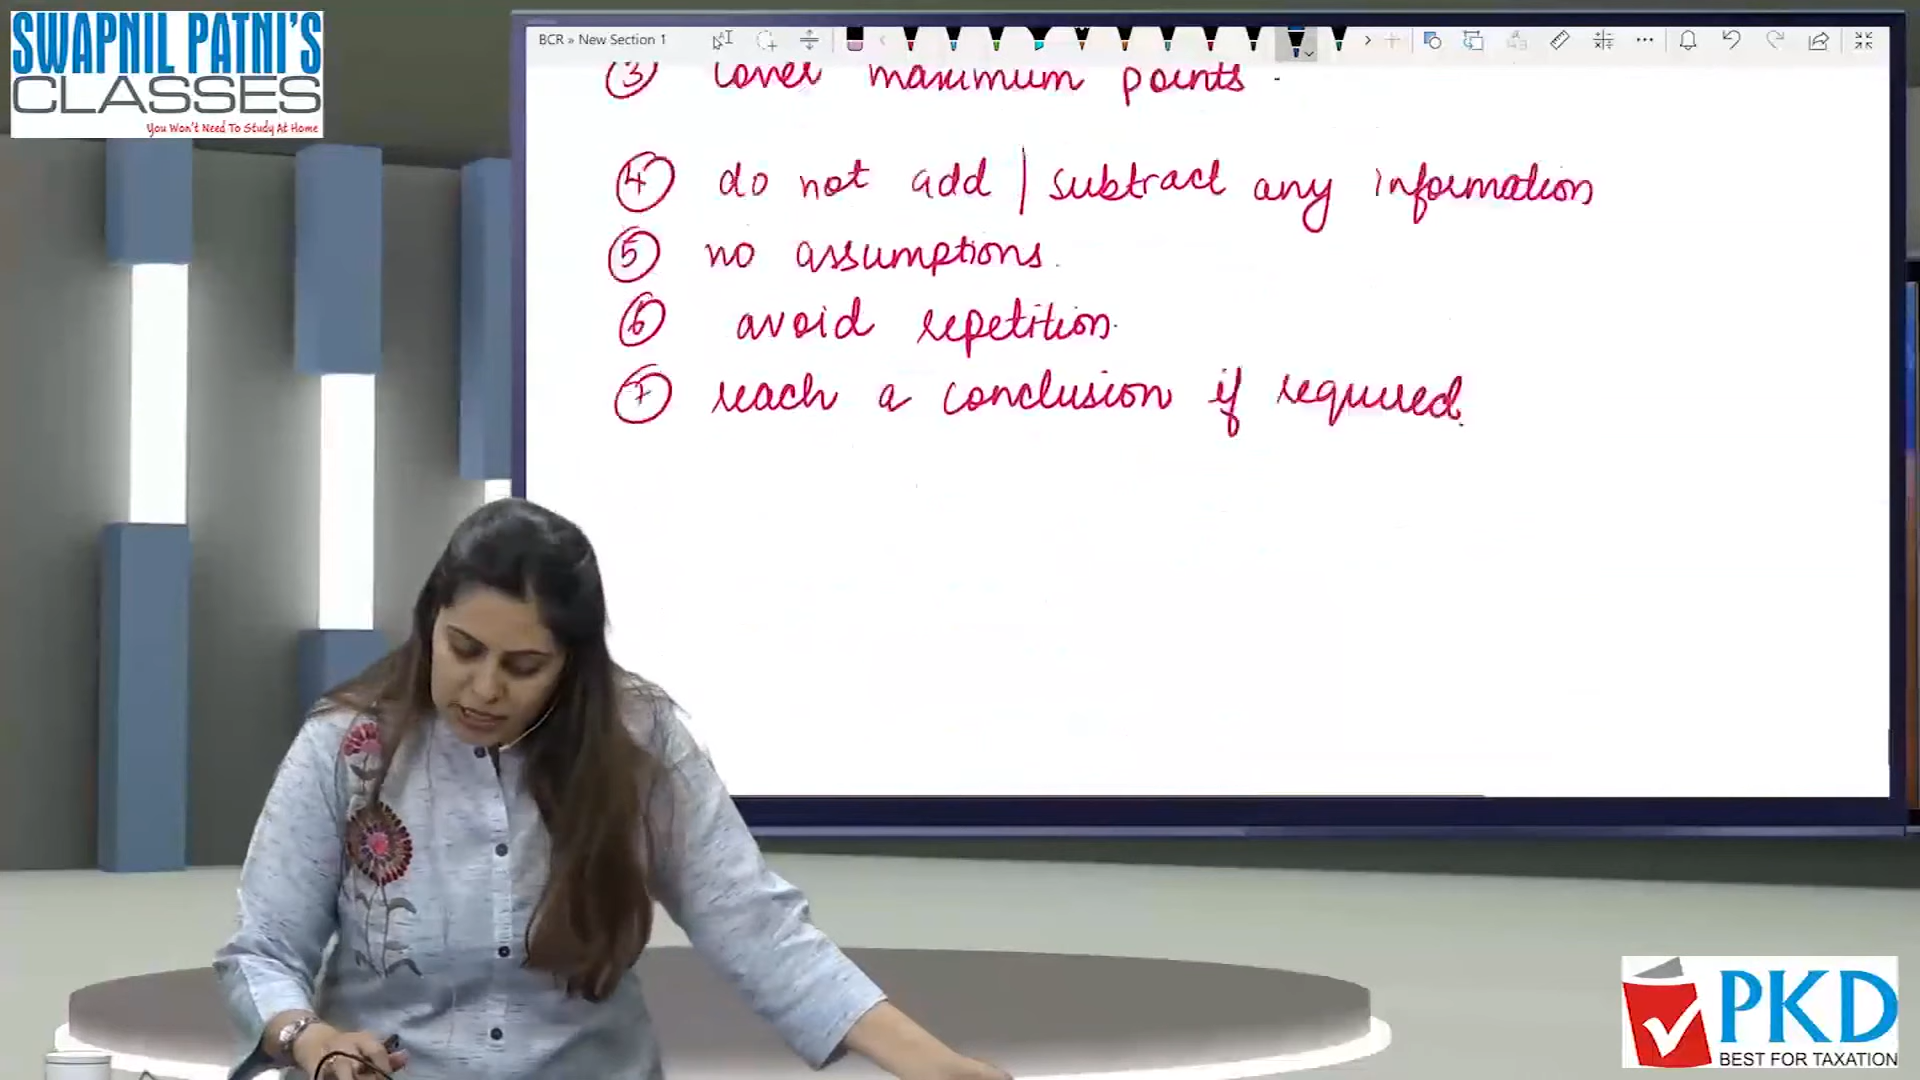 SWAPNIL PATNI'S
CLASSES
You Won't Need To Study At Home
BCR » New Section 1
③ cover maximum points.
④ do not add / subtract any information
⑤ no assumptions.
⑥ avoid repetition.
⑦ reach a conclusion if required.
PKD
BEST FOR TAXATION